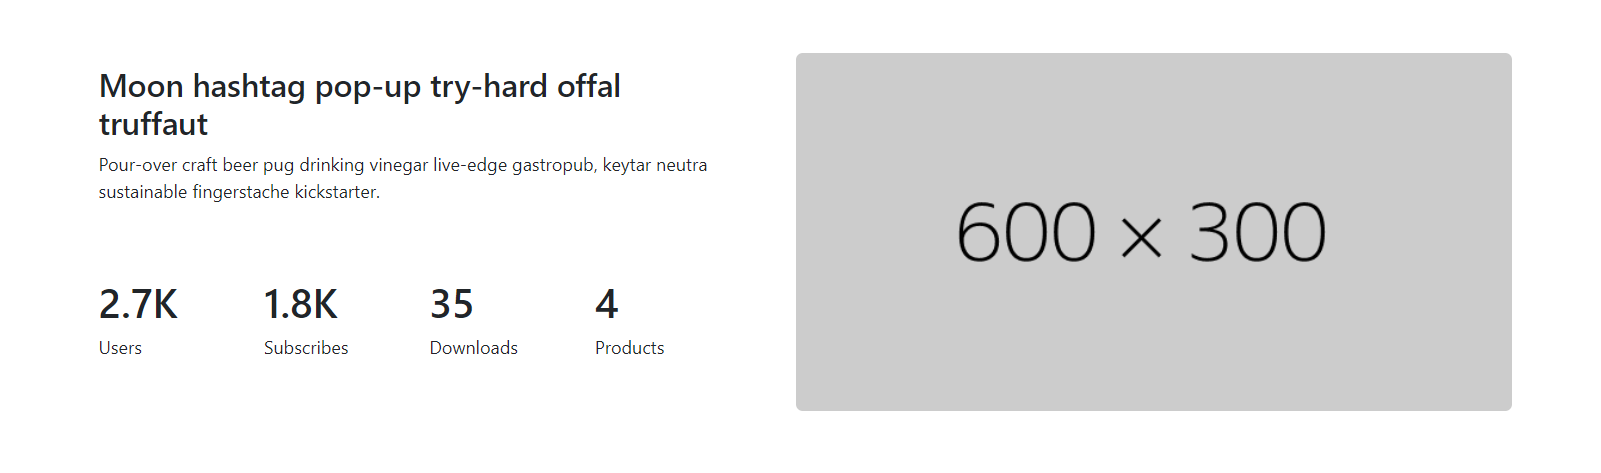 Moon hashtag pop-up try-hard offal
truffaut
Pour-over craft beer pug drinking vinegar live-edge gastropub, keytar neutra
sustainable fingerstache kickstarter.
2.7K
Users
1.8K
Subscribes
35
Downloads
4
Products
600 × 300